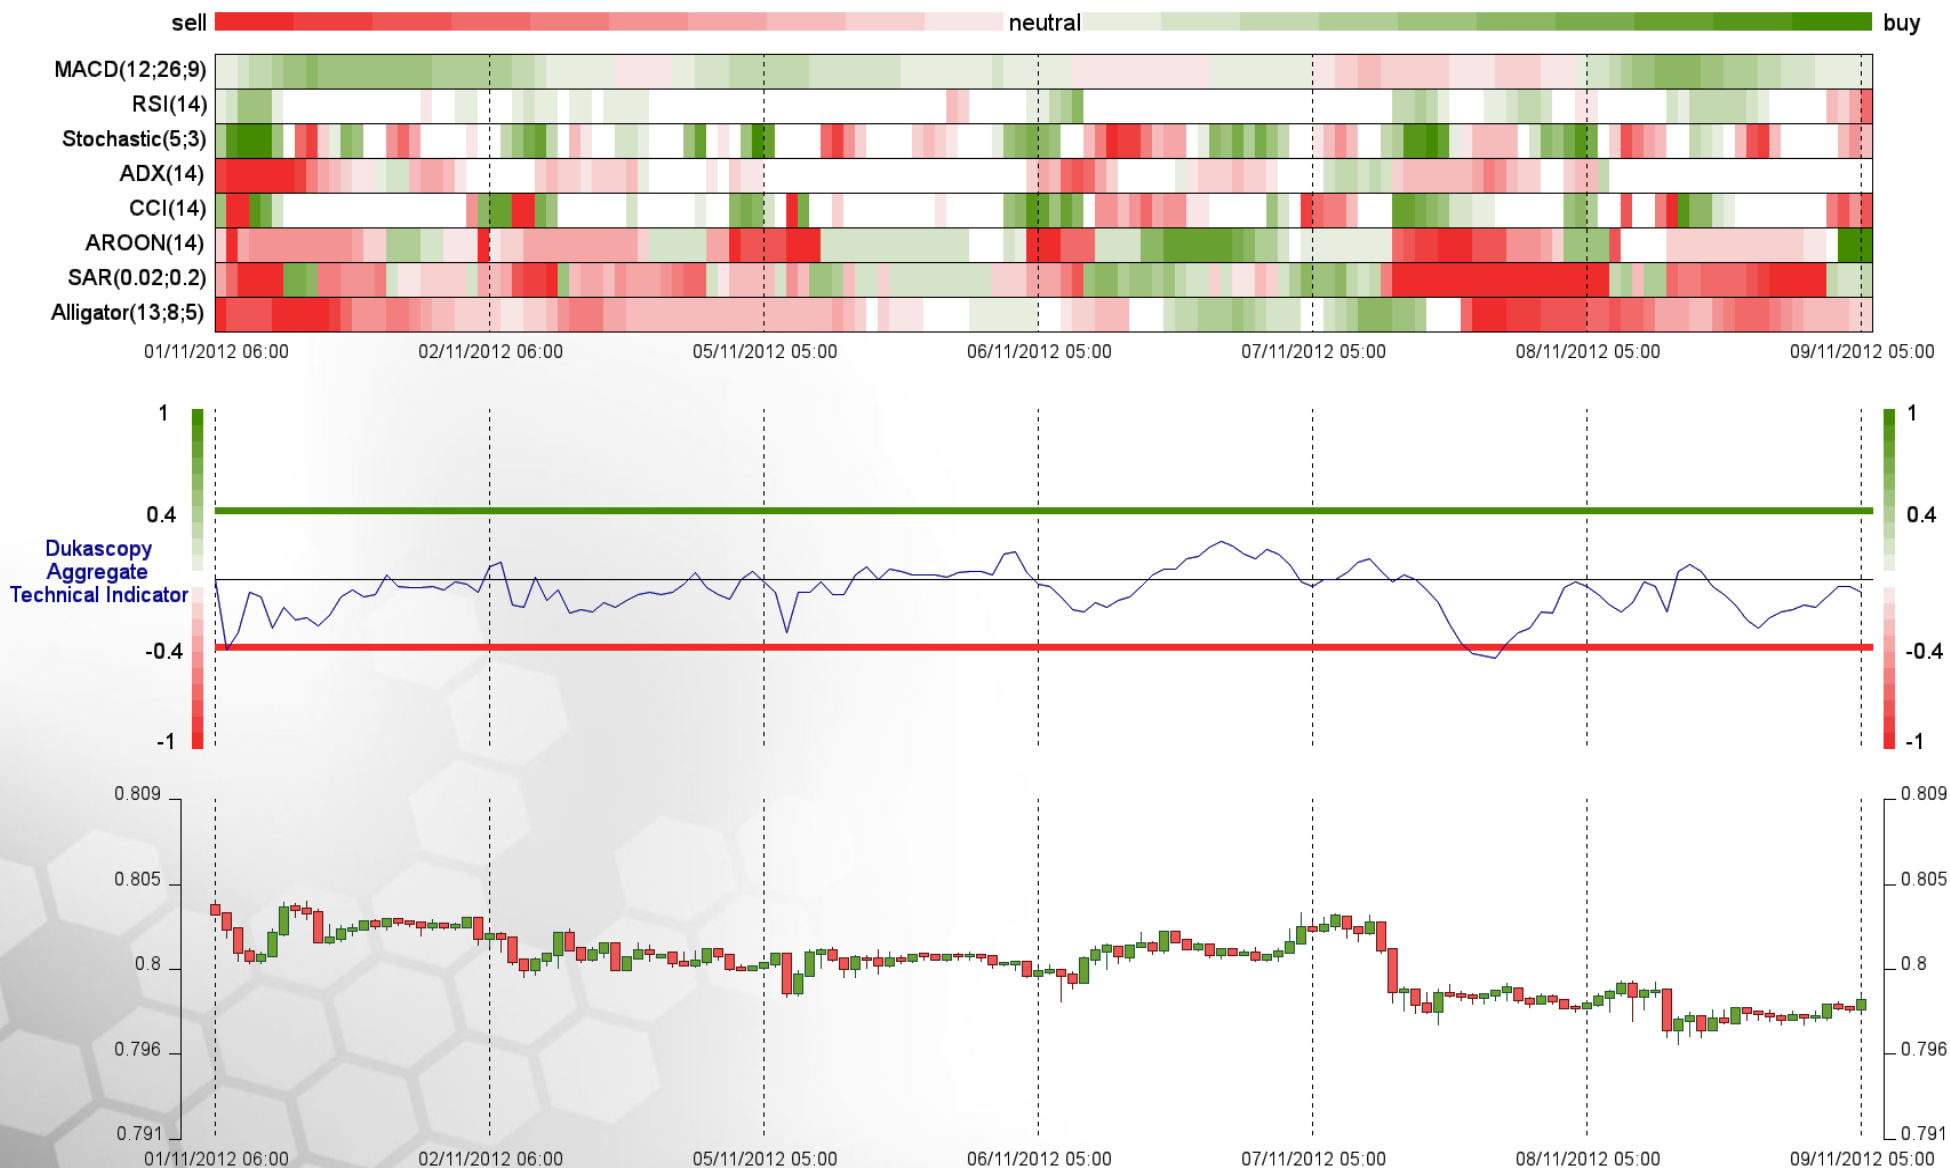 sell neutral buy
MACD(12;26;9)
RSI(14)
Stochastic(5;3)
ADX(14)
CCI(14)
AROON(14)
SAR(0.02;0.2)
Alligator(13;8;5)
01/11/2012 06:00 02/11/2012 06:00 05/11/2012 05:00 06/11/2012 05:00 07/11/2012 05:00 08/11/2012 05:00 09/11/2012 05:00
1 1
0.4 0.4
Dukascopy
Aggregate
Technical Indicator
-0.4 -0.4
-1 -1
0.809 0.809
0.805 0.805
0.8 0.8
0.796 0.796
0.791 0.791
01/11/2012 06:00 02/11/2012 06:00 05/11/2012 05:00 06/11/2012 05:00 07/11/2012 05:00 08/11/2012 05:00 09/11/2012 05:00